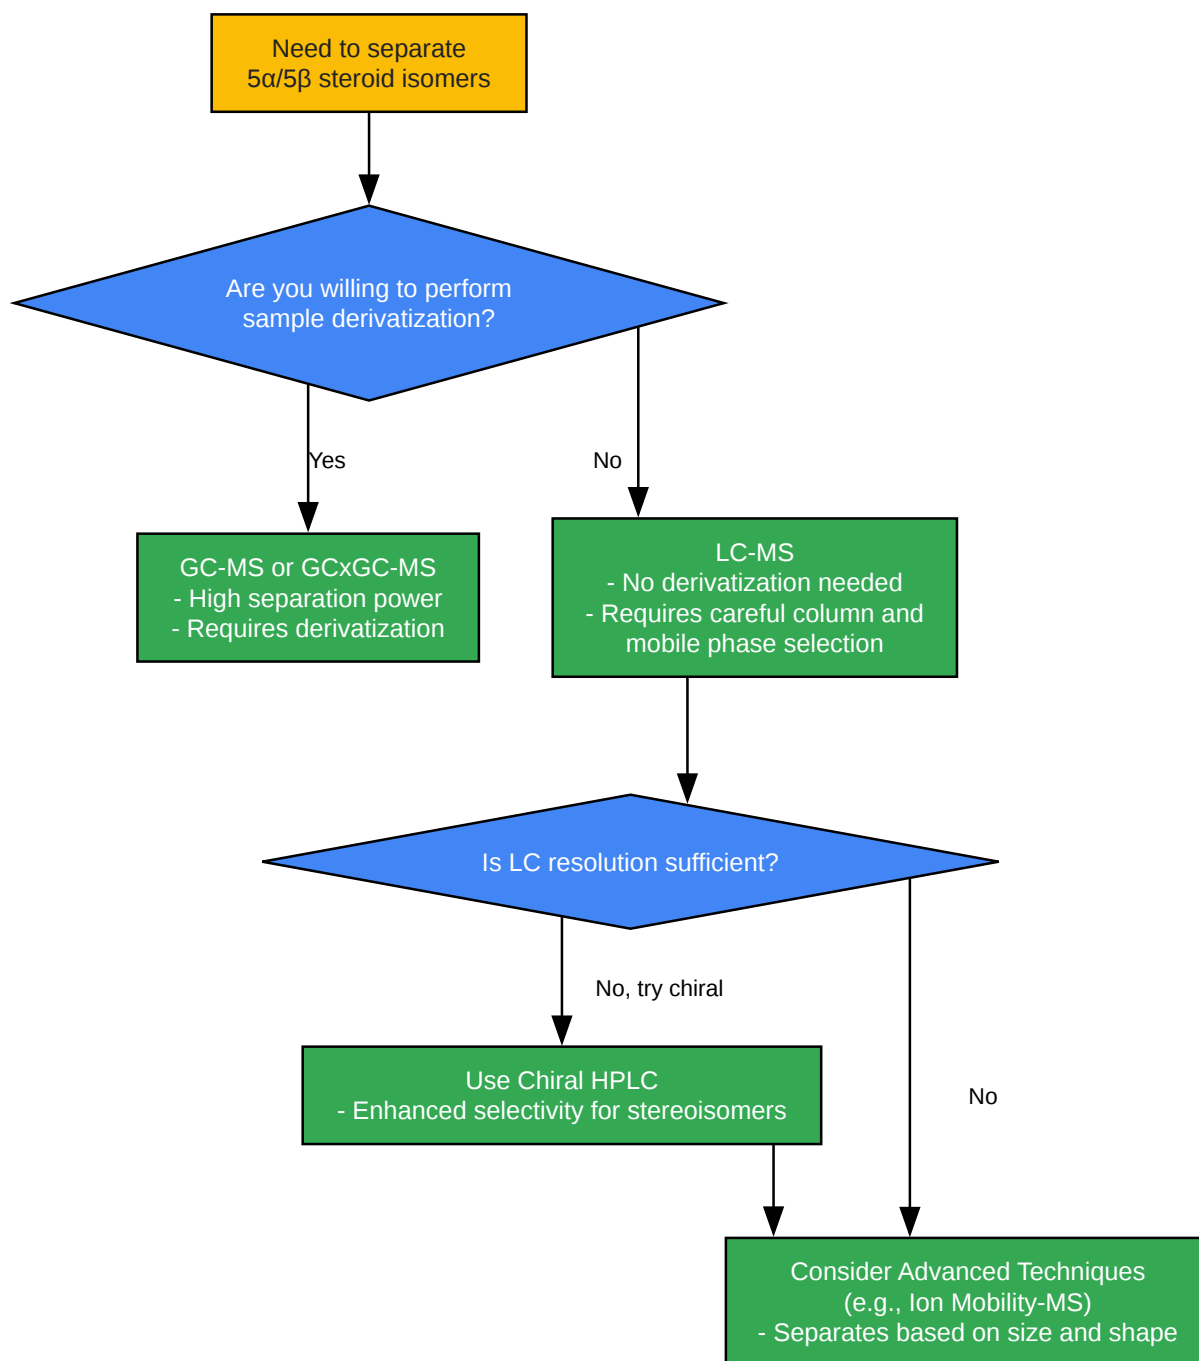 Need to separate
5α/5β steroid isomers
Are you willing to perform
sample derivatization?
Yes
No
GC-MS or GCxGC-MS
- High separation power
- Requires derivatization
LC-MS
- No derivatization needed
- Requires careful column and
mobile phase selection
Is LC resolution sufficient?
No, try chiral
Use Chiral HPLC
- Enhanced selectivity for stereoisomers
No
Consider Advanced Techniques
(e.g., Ion Mobility-MS)
- Separates based on size and shape